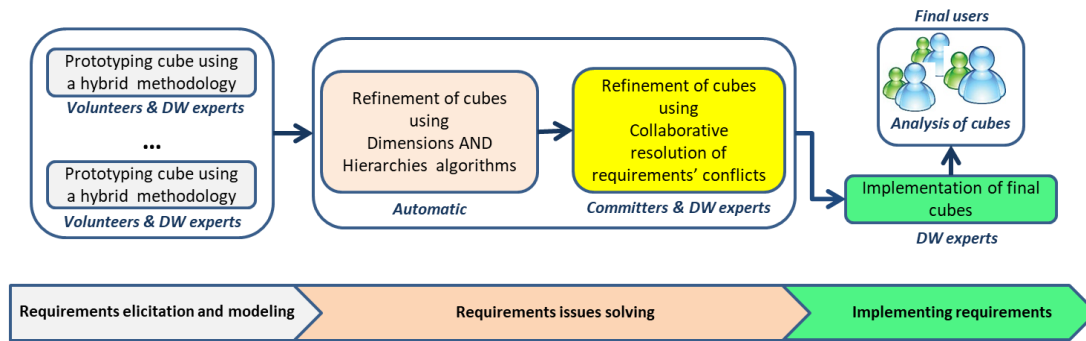 Prototyping cube using
a hybrid methodology
Volunteers & DW experts
...
Prototyping cube using
a hybrid methodology
Volunteers & DW experts
Refinement of cubes
using
Dimensions AND
Hierarchies algorithms
Automatic
Refinement of cubes
using
Collaborative
resolution of
requirements' conflicts
Committers & DW experts
Final users
Analysis of cubes
Implementation of final
cubes
DW experts
Requirements elicitation and modeling
Requirements issues solving
Implementing requirements